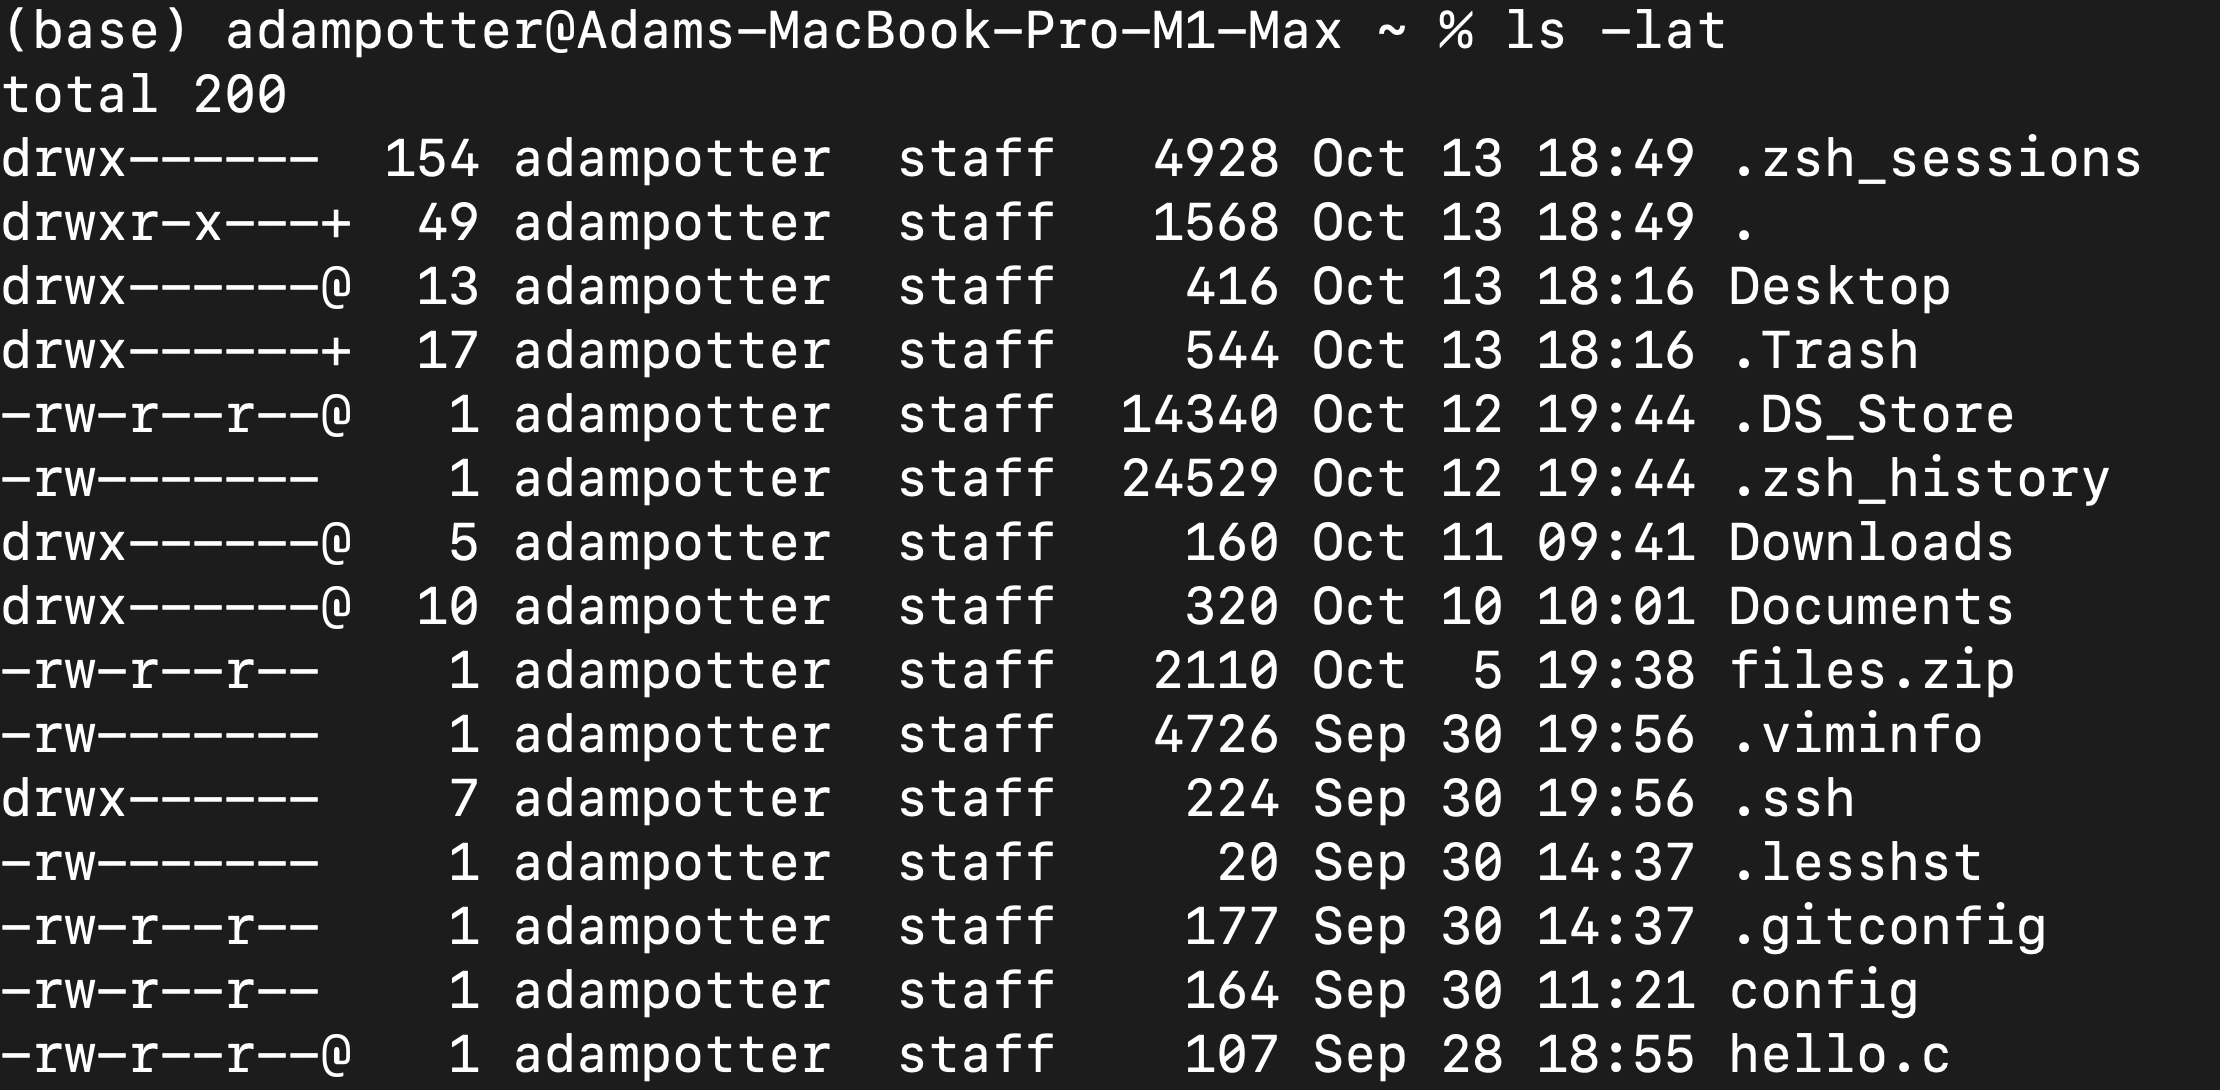 (base) adampotter@Adams-MacBook-Pro-M1-Max ~ % ls -lat
total 200
drwx------  154 adampotter  staff   4928 Oct 13 18:49 .zsh_sessions
drwxr-x---+  49 adampotter  staff   1568 Oct 13 18:49 .
drwx------@  13 adampotter  staff    416 Oct 13 18:16 Desktop
drwx------+  17 adampotter  staff    544 Oct 13 18:16 .Trash
-rw-r--r--@   1 adampotter  staff  14340 Oct 12 19:44 .DS_Store
-rw-------    1 adampotter  staff  24529 Oct 12 19:44 .zsh_history
drwx------@   5 adampotter  staff    160 Oct 11 09:41 Downloads
drwx------@  10 adampotter  staff    320 Oct 10 10:01 Documents
-rw-r--r--    1 adampotter  staff   2110 Oct  5 19:38 files.zip
-rw-------    1 adampotter  staff   4726 Sep 30 19:56 .viminfo
drwx------    7 adampotter  staff    224 Sep 30 19:56 .ssh
-rw-------    1 adampotter  staff     20 Sep 30 14:37 .lesshst
-rw-r--r--    1 adampotter  staff    177 Sep 30 14:37 .gitconfig
-rw-r--r--    1 adampotter  staff    164 Sep 30 11:21 config
-rw-r--r--@   1 adampotter  staff    107 Sep 28 18:55 hello.c